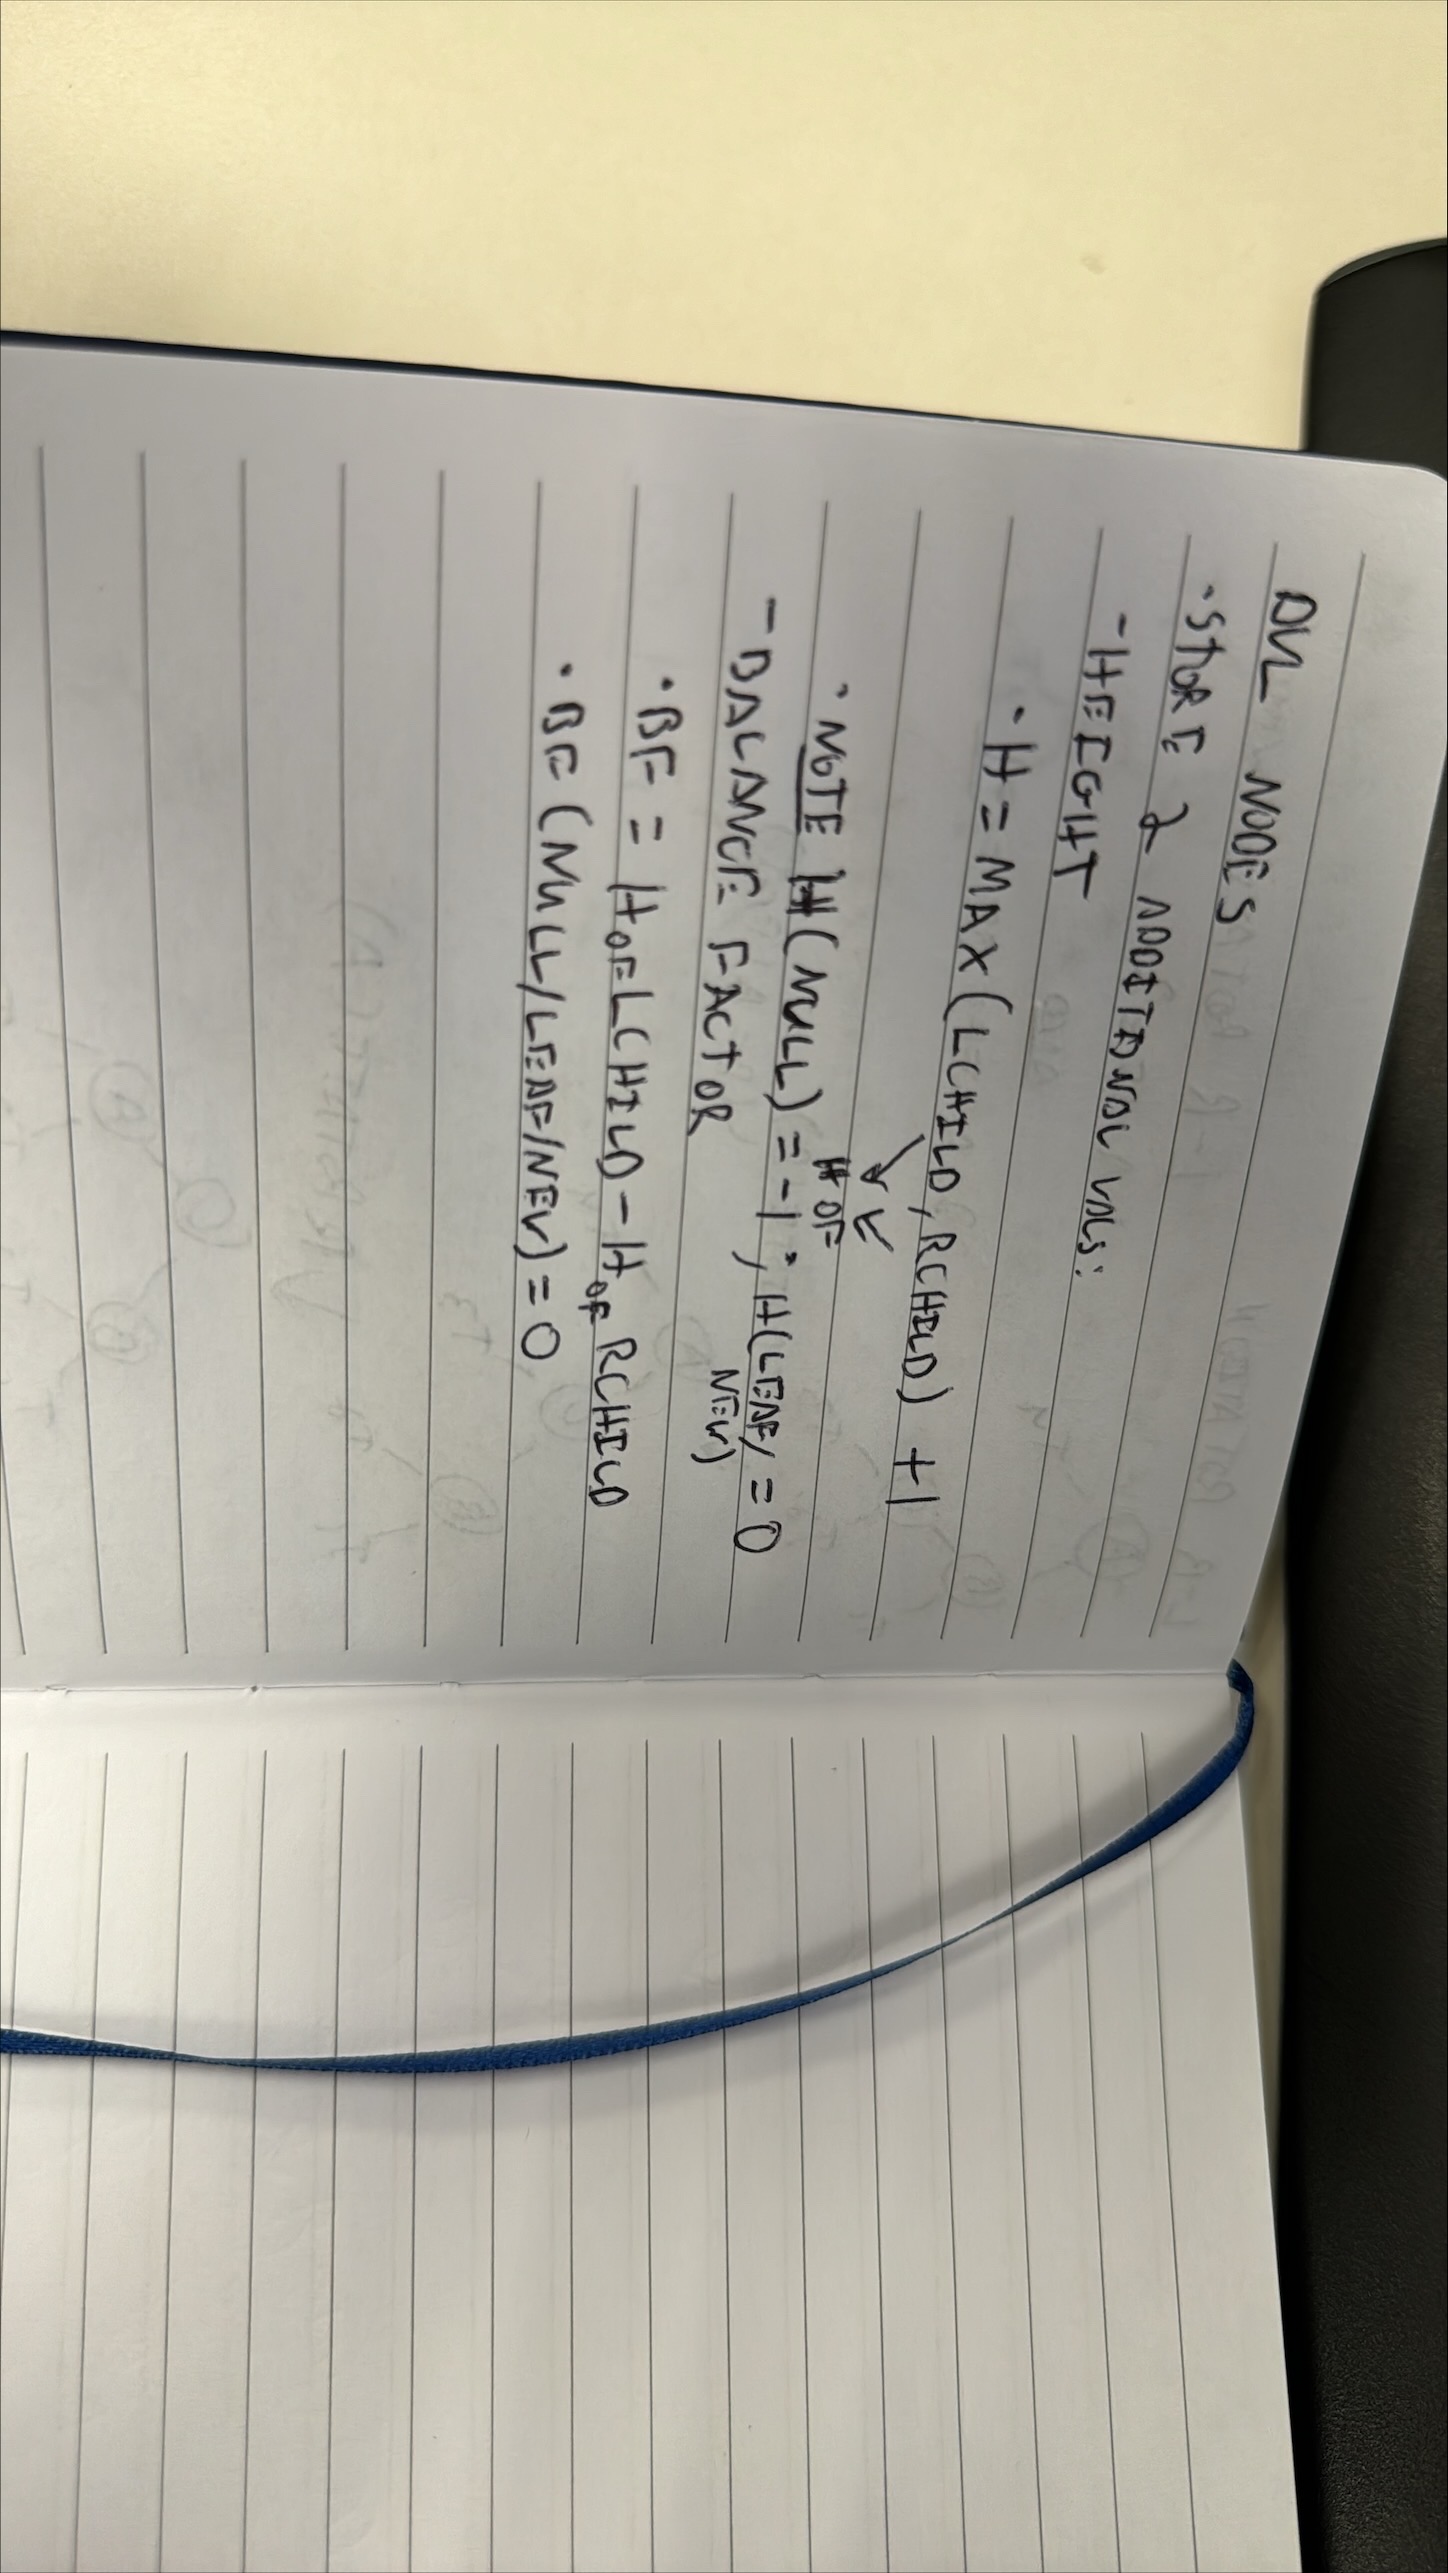 AVL NODES
· STORE 2 ADDITIONAL VALS:
- HEIGHT
· H = MAX (LCHILD, RCHILD) +1
H OF
· NOTE H(NULL) = -1 ; H(LEAF/ = 0
NEW)
- BALANCE FACTOR
· BF = H OF LCHILD - H OF RCHILD
· BF (NULL/LEAF/NEW) = 0